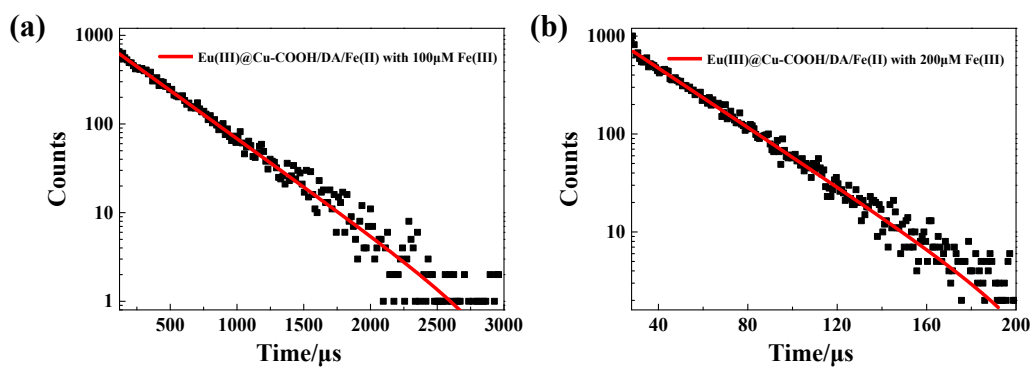 (a)
1000
100
10
1
Counts
Eu(III)@Cu-COOH/DA/Fe(II) with 100μM Fe(III)
500 1000 1500 2000 2500 3000
Time/μs
(b)
1000
100
10
Counts
Eu(III)@Cu-COOH/DA/Fe(II) with 200μM Fe(III)
40 80 120 160 200
Time/μs